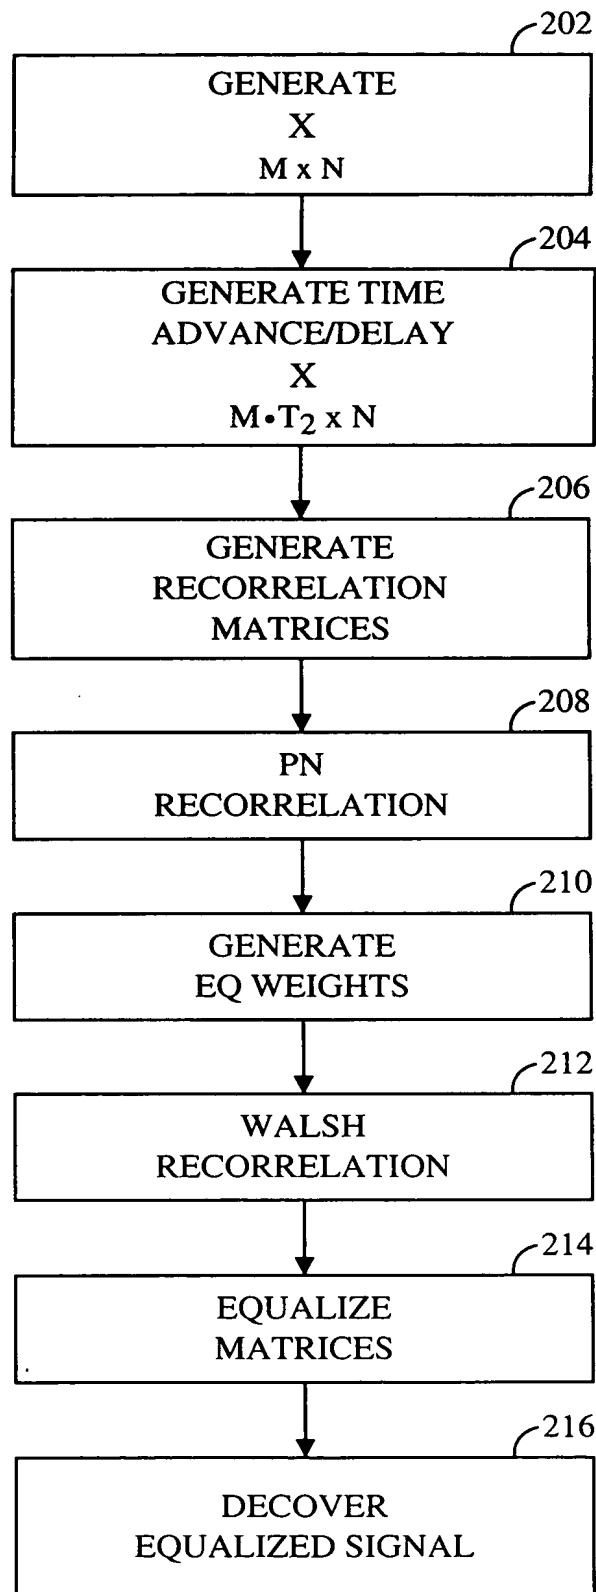 202
GENERATE
X
M x N
204
GENERATE TIME
ADVANCE/DELAY
X
M•T2 x N
206
GENERATE
RECORRELATION
MATRICES
208
PN
RECORRELATION
210
GENERATE
EQ WEIGHTS
212
WALSH
RECORRELATION
214
EQUALIZE
MATRICES
216
DECOVER
EQUALIZED SIGNAL